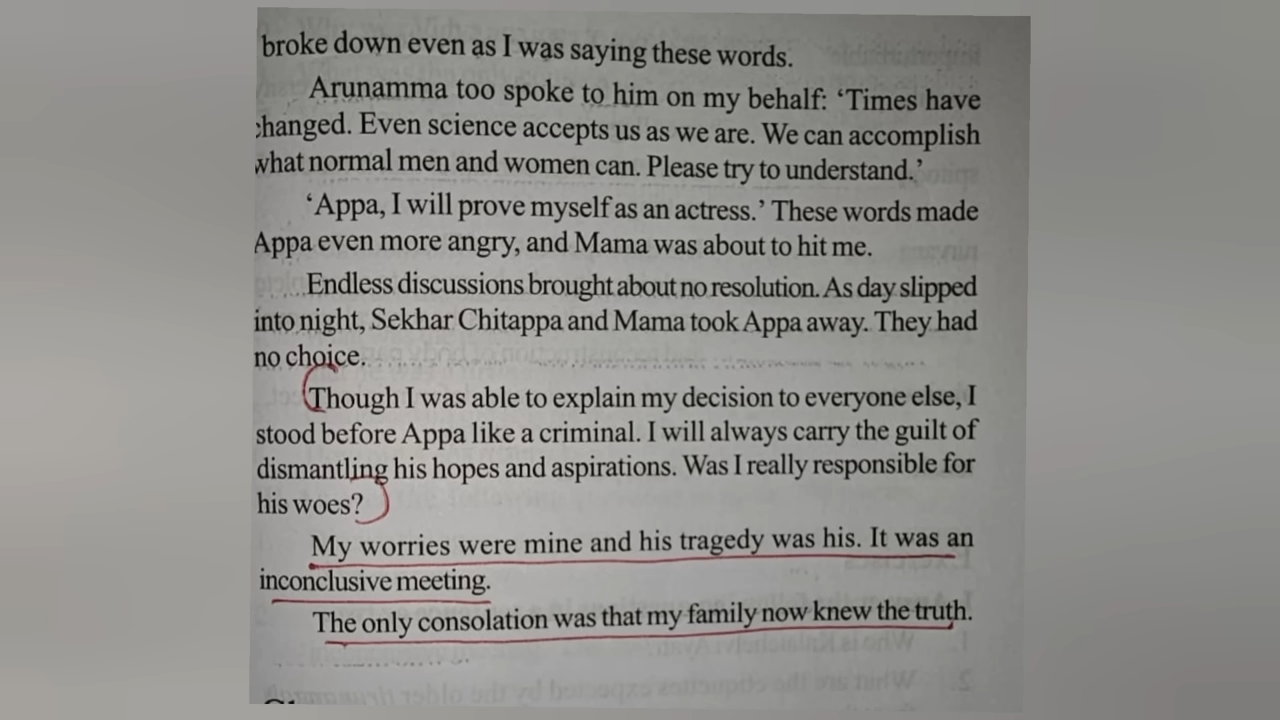 broke down even as I was saying these words.
Arunamma too spoke to him on my behalf: ‘Times have
changed. Even science accepts us as we are. We can accomplish
what normal men and women can. Please try to understand.’
‘Appa, I will prove myself as an actress.’ These words made
Appa even more angry, and Mama was about to hit me.
Endless discussions brought about no resolution. As day slipped
into night, Sekhar Chitappa and Mama took Appa away. They had
no choice.
Though I was able to explain my decision to everyone else, I
stood before Appa like a criminal. I will always carry the guilt of
dismantling his hopes and aspirations. Was I really responsible for
his woes?
My worries were mine and his tragedy was his. It was an
inconclusive meeting.
The only consolation was that my family now knew the truth.